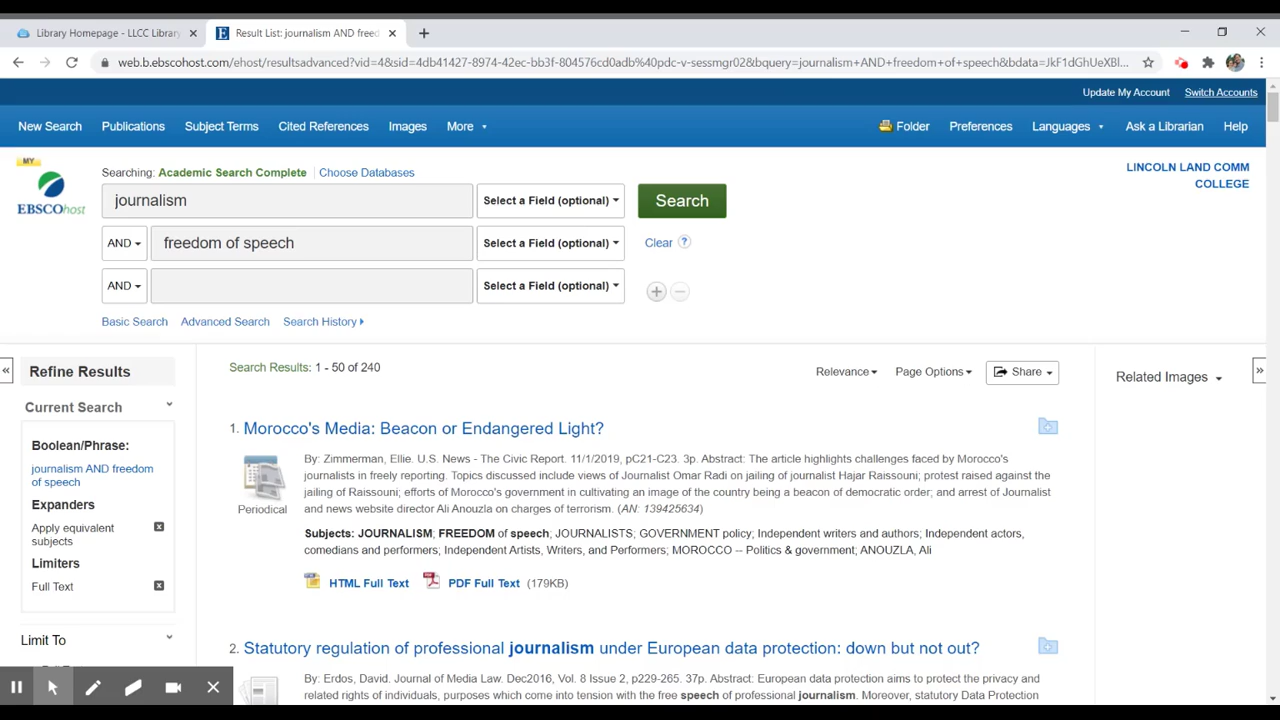 Library Homepage - LLCC Library
Result List: journalism AND freed
web.b.ebscohost.com/ehost/resultsadvanced?vid=4&sid=4db41427-8974-42ec-bb3f-804576cd0adb%40pdc-v-sessmgr02&bquery=journalism+AND+freedom+of+speech&bdata=JkF1dGhUeXBl...
Update My Account Switch Accounts
New Search Publications Subject Terms Cited References Images More Folder Preferences Languages Ask a Librarian Help
MY
EBSCOhost
Searching: Academic Search Complete Choose Databases
LINCOLN LAND COMM
COLLEGE
journalism Select a Field (optional) Search
AND freedom of speech Select a Field (optional) Clear ?
AND Select a Field (optional)
Basic Search Advanced Search Search History
Refine Results
Current Search
Boolean/Phrase:
journalism AND freedom
of speech
Expanders
Apply equivalent
subjects
Limiters
Full Text
Limit To
Search Results: 1 - 50 of 240
Relevance Page Options Share
Related Images
1. Morocco's Media: Beacon or Endangered Light?
Periodical
By: Zimmerman, Ellie. U.S. News - The Civic Report. 11/1/2019, pC21-C23. 3p. Abstract: The article highlights challenges faced by Morocco's
journalists in freely reporting. Topics discussed include views of Journalist Omar Radi on jailing of journalist Hajar Raissouni; protest raised against the
jailing of Raissouni; efforts of Morocco's government in cultivating an image of the country being a beacon of democratic order; and arrest of Journalist
and news website director Ali Anouzla on charges of terrorism. (AN: 139425634)
Subjects: JOURNALISM; FREEDOM of speech; JOURNALISTS; GOVERNMENT policy; Independent writers and authors; Independent actors,
comedians and performers; Independent Artists, Writers, and Performers; MOROCCO -- Politics & government; ANOUZLA, Ali
HTML Full Text PDF Full Text (179KB)
2. Statutory regulation of professional journalism under European data protection: down but not out?
By: Erdos, David. Journal of Media Law. Dec2016, Vol. 8 Issue 2, p229-265. 37p. Abstract: European data protection aims to protect the privacy and
related rights of individuals, purposes which come into tension with the free speech of professional journalism. Moreover, statutory Data Protection